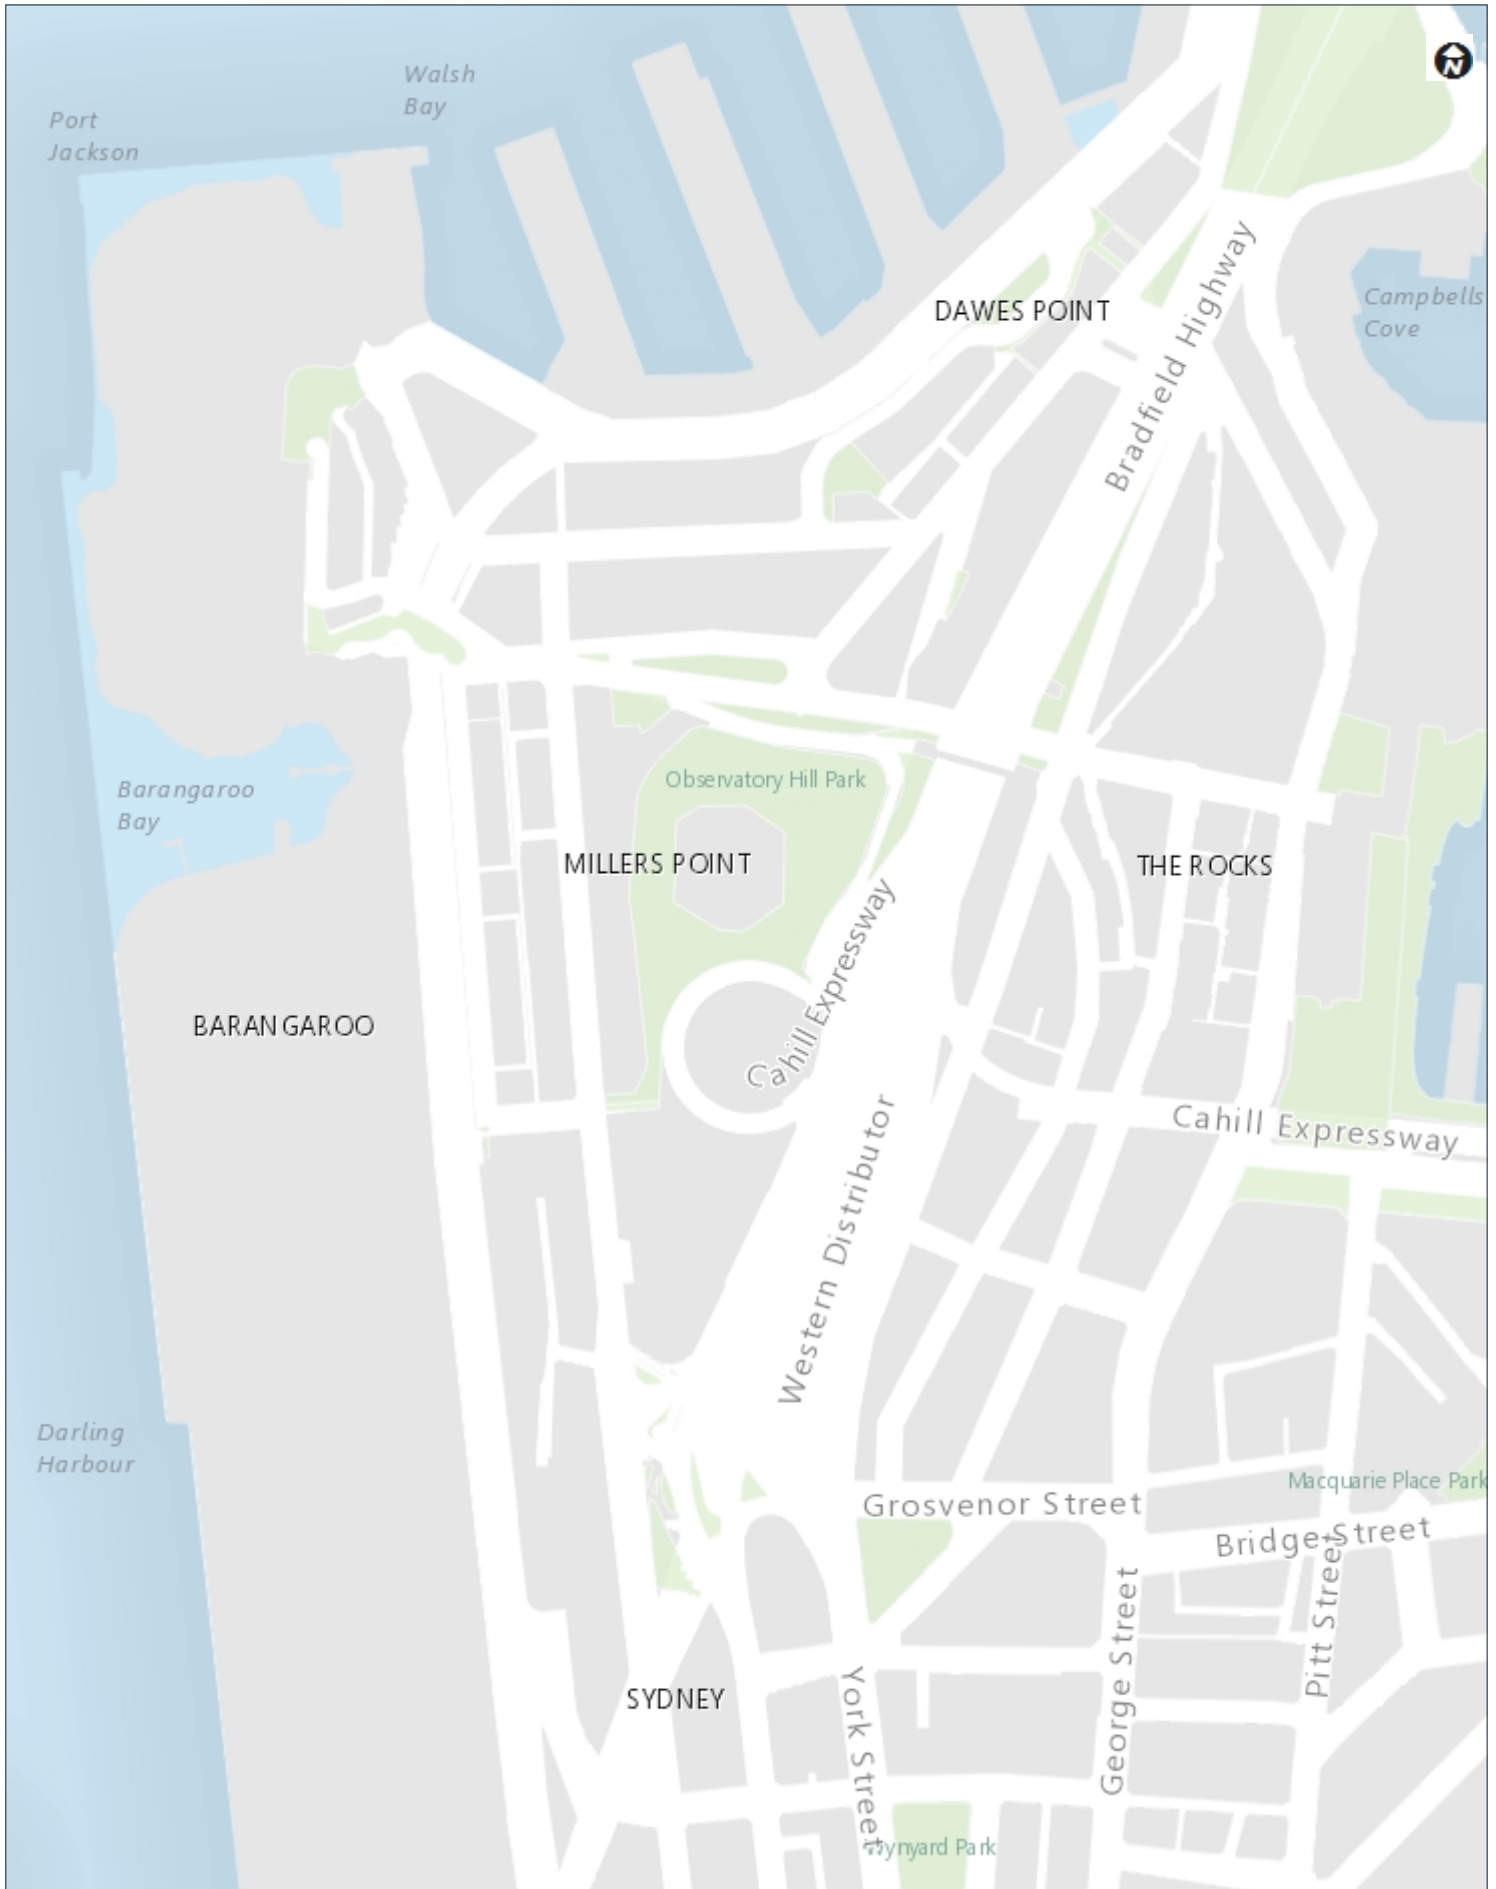 Walsh
Bay
N
Port
Jackson
Campbells
Cove
DAWES POINT
Bradfield Highway
Observatory Hill Park
Barangaroo
Bay
MILLERS POINT
THE ROCKS
Cahill Expressway
BARANGAROO
Cahill Expressway
Western Distributor
Darling
Harbour
Macquarie Place Park
Grosvenor Street
Bridge Street
Pitt Street
George Street
York Street
SYDNEY
Wynyard Park